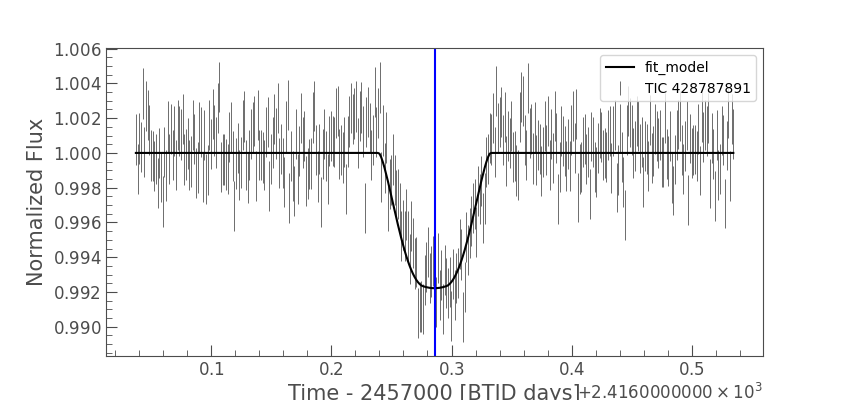 1.006
1.004
1.002
1.000
0.998
0.996
0.994
0.992
0.990
Normalized Flux
fit_model
TIC 428787891
0.1 0.2 0.3 0.4 0.5
Time - 2457000 [BTJD days]
+2.4160000000 × 10³